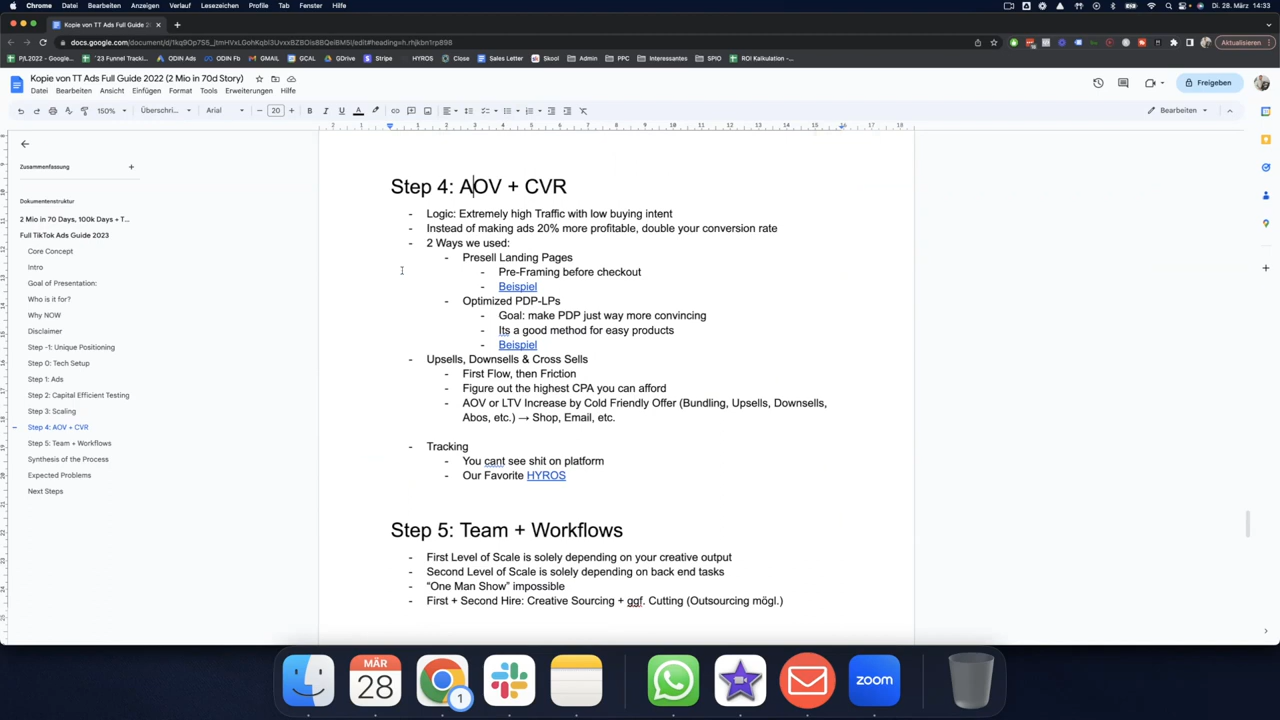 Chrome Datei Bearbeiten Anzeigen Verlauf Lesezeichen Profile Tab Fenster Hilfe
Di. 28. März 14:33
Kopie von TT Ads Full Guide 2
Aktualisieren
P/L 2022 - Google... '23 Funnel Tracki... ODIN Ads ODIN Fb GMAIL GCAL GDrive Stripe HYROS Close Sales Letter Skool Admin PPC Interessantes SPIO ROI Kalkulation -...
Kopie von TT Ads Full Guide 2022 (2 Mio in 70d Story)
Datei Bearbeiten Ansicht Einfügen Format Tools Erweiterungen Hilfe
Freigeben
150% Überschri... Arial 20
Bearbeiten
Zusammenfassung
Dokumentstruktur
2 Mio in 70 Days, 100k Days + T...
Full TikTok Ads Guide 2023
Core Concept
Intro
Goal of Presentation:
Who is it for?
Why NOW
Disclaimer
Step -1: Unique Positioning
Step 0: Tech Setup
Step 1: Ads
Step 2: Capital Efficient Testing
Step 3: Scaling
Step 4: AOV + CVR
Step 5: Team + Workflows
Synthesis of the Process
Expected Problems
Next Steps
Step 4: AOV + CVR
- Logic: Extremely high Traffic with low buying intent
- Instead of making ads 20% more profitable, double your conversion rate
- 2 Ways we used:
- Presell Landing Pages
- Pre-Framing before checkout
- Beispiel
- Optimized PDP-LPs
- Goal: make PDP just way more convincing
- Its a good method for easy products
- Beispiel
- Upsells, Downsells & Cross Sells
- First Flow, then Friction
- Figure out the highest CPA you can afford
- AOV or LTV Increase by Cold Friendly Offer (Bundling, Upsells, Downsells,
Abos, etc.) → Shop, Email, etc.
- Tracking
- You cant see shit on platform
- Our Favorite HYROS
Step 5: Team + Workflows
- First Level of Scale is solely depending on your creative output
- Second Level of Scale is solely depending on back end tasks
- “One Man Show” impossible
- First + Second Hire: Creative Sourcing + ggf. Cutting (Outsourcing mögl.)
MÄR
28
1
zoom